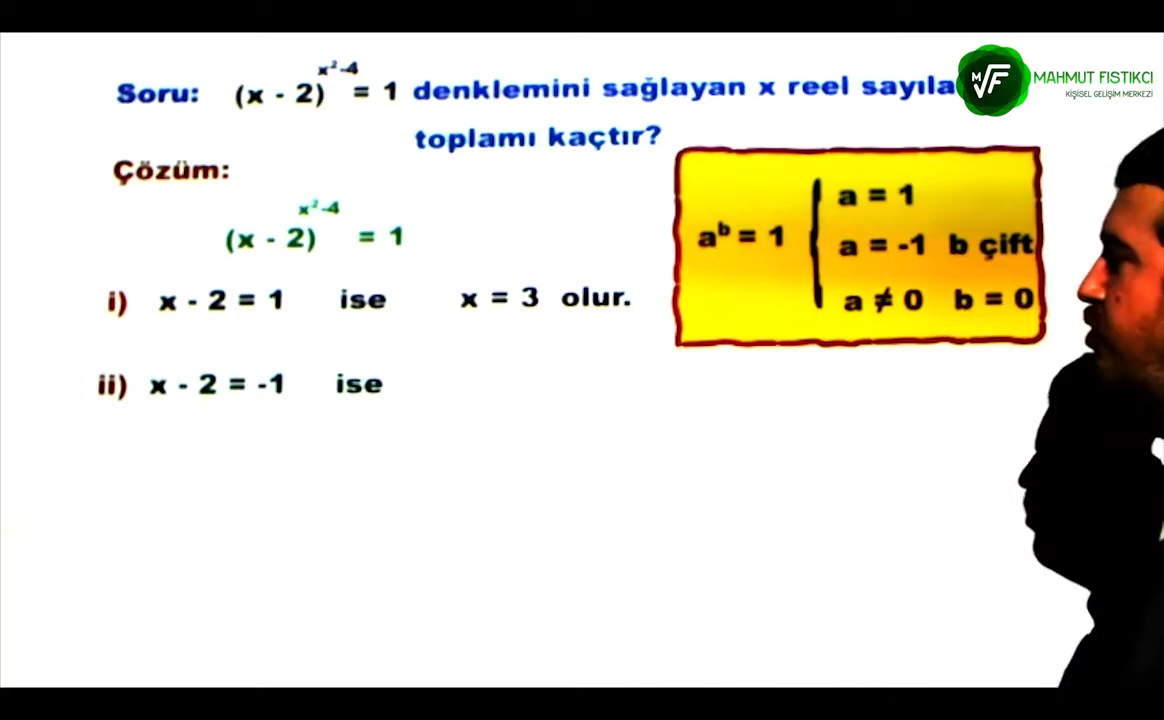 Soru: (x - 2)^x²-4 = 1 denklemini sağlayan x reel
toplamı kaçtır?
MAHMUT FISTIKCI
KİŞİSEL GELİŞİM MERKEZİ
Çözüm:
(x - 2)^x²-4 = 1
i) x - 2 = 1 ise x = 3 olur.
ii) x - 2 = -1 ise
aᵇ = 1
a = 1
a = -1 b çift
a ≠ 0 b = 0